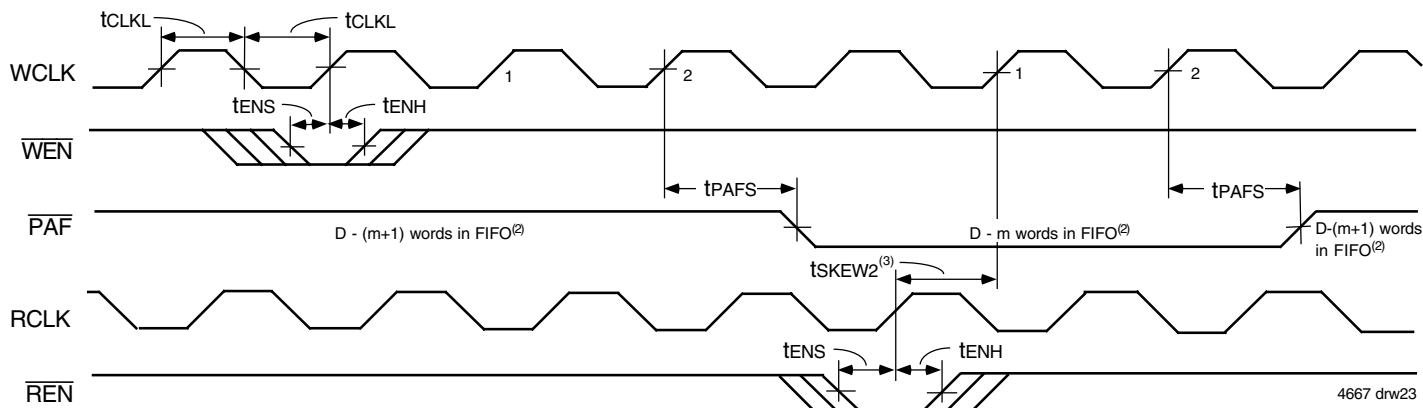 tCLKL tCLKL
WCLK 1 2 1 2
tENS tENH
WEN
tPAFS tPAFS
PAF
D - (m+1) words in FIFO(2) D - m words in FIFO(2) D-(m+1) words
in FIFO(2)
tSKEW2(3)
RCLK
tENS tENH
REN
4667 drw23